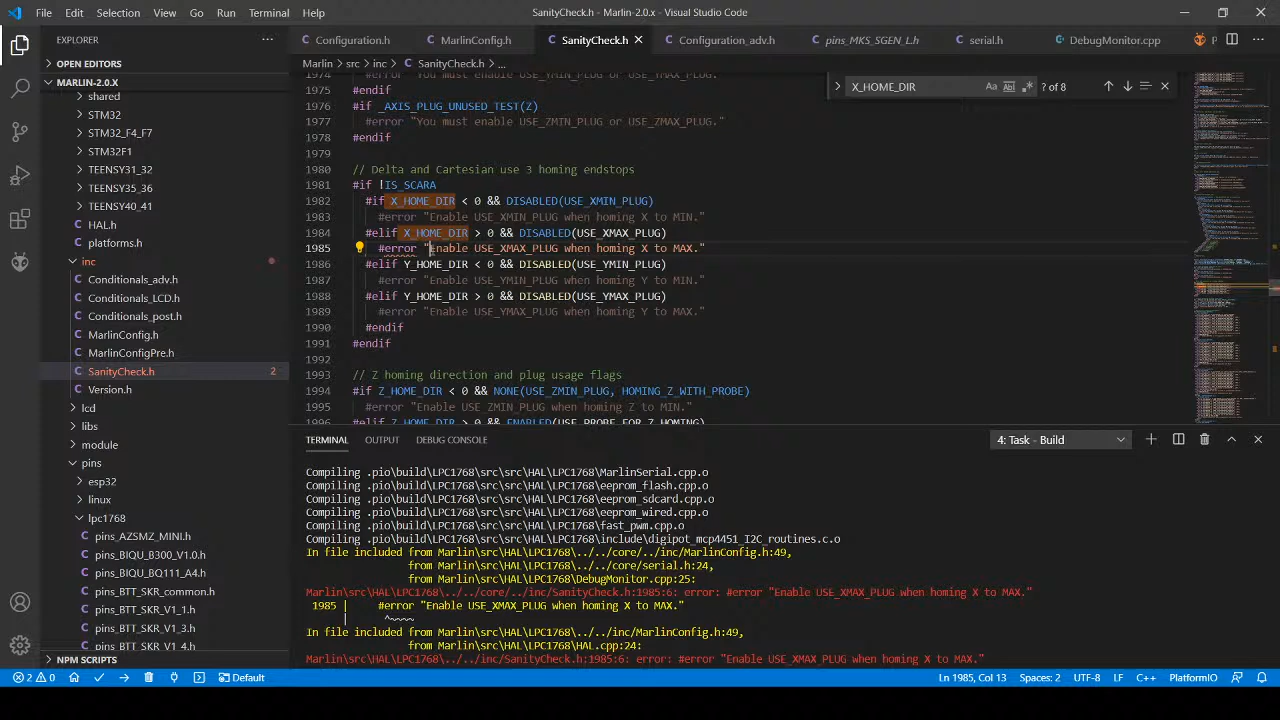 File Edit Selection View Go Run Terminal Help
SanityCheck.h - Marlin-2.0.x - Visual Studio Code
EXPLORER
OPEN EDITORS
MARLIN-2.0.X
shared
STM32
STM32_F4_F7
STM32F1
TEENSY31_32
TEENSY35_36
TEENSY40_41
HAL.h
platforms.h
inc
Conditionals_adv.h
Conditionals_LCD.h
Conditionals_post.h
MarlinConfig.h
MarlinConfigPre.h
SanityCheck.h 2
Version.h
lcd
libs
module
pins
esp32
linux
lpc1768
pins_AZSMZ_MINI.h
pins_BIQU_B300_V1.0.h
pins_BIQU_BQ111_A4.h
pins_BTT_SKR_common.h
pins_BTT_SKR_V1_1.h
pins_BTT_SKR_V1_3.h
pins_BTT_SKR_V1_4.h
NPM SCRIPTS
Configuration.h MarlinConfig.h SanityCheck.h Configuration_adv.h pins_MKS_SGEN_L.h serial.h DebugMonitor.cpp P
Marlin > src > inc > SanityCheck.h > ...
X_HOME_DIR Aa Abl .* ? of 8
1974 #error "You must enable USE_YMIN_PLUG or USE_YMAX_PLUG."
1975 #endif
1976 #if _AXIS_PLUG_UNUSED_TEST(Z)
1977 #error "You must enable USE_ZMIN_PLUG or USE_ZMAX_PLUG."
1978 #endif
1979
1980 // Delta and Cartesian use 3 homing endstops
1981 #if !IS_SCARA
1982 #if X_HOME_DIR < 0 && DISABLED(USE_XMIN_PLUG)
1983 #error "Enable USE_XMIN_PLUG when homing X to MIN."
1984 #elif X_HOME_DIR > 0 && DISABLED(USE_XMAX_PLUG)
1985 #error "Enable USE_XMAX_PLUG when homing X to MAX."
1986 #elif Y_HOME_DIR < 0 && DISABLED(USE_YMIN_PLUG)
1987 #error "Enable USE_YMIN_PLUG when homing Y to MIN."
1988 #elif Y_HOME_DIR > 0 && DISABLED(USE_YMAX_PLUG)
1989 #error "Enable USE_YMAX_PLUG when homing Y to MAX."
1990 #endif
1991 #endif
1992
1993 // Z homing direction and plug usage flags
1994 #if Z_HOME_DIR < 0 && NONE(USE_ZMIN_PLUG, HOMING_Z_WITH_PROBE)
1995 #error "Enable USE_ZMIN_PLUG when homing Z to MIN."
#elif Z_HOME_DIR > 0 && ENABLED(USE_PROBE_FOR_Z_HOMING)
TERMINAL OUTPUT DEBUG CONSOLE 4: Task - Build
Compiling .pio\build\LPC1768\src\src\HAL\LPC1768\MarlinSerial.cpp.o
Compiling .pio\build\LPC1768\src\src\HAL\LPC1768\eeprom_flash.cpp.o
Compiling .pio\build\LPC1768\src\src\HAL\LPC1768\eeprom_sdcard.cpp.o
Compiling .pio\build\LPC1768\src\src\HAL\LPC1768\eeprom_wired.cpp.o
Compiling .pio\build\LPC1768\src\src\HAL\LPC1768\fast_pwm.cpp.o
Compiling .pio\build\LPC1768\src\src\HAL\LPC1768\include\digipot_mcp4451_I2C_routines.c.o
In file included from Marlin\src\HAL\LPC1768\../../core/../inc/MarlinConfig.h:49,
from Marlin\src\HAL\LPC1768\../../core/serial.h:24,
from Marlin\src\HAL\LPC1768\DebugMonitor.cpp:25:
Marlin\src\HAL\LPC1768\../../core/../inc/SanityCheck.h:1985:6: error: #error "Enable USE_XMAX_PLUG when homing X to MAX."
1985 | #error "Enable USE_XMAX_PLUG when homing X to MAX."
| ^~~~~
In file included from Marlin\src\HAL\LPC1768\../../inc/MarlinConfig.h:49,
from Marlin\src\HAL\LPC1768\HAL.cpp:24:
Marlin\src\HAL\LPC1768\../../inc/SanityCheck.h:1985:6: error: #error "Enable USE_XMAX_PLUG when homing X to MAX."
2 0 Default Ln 1985, Col 13 Spaces: 2 UTF-8 LF C++ PlatformIO